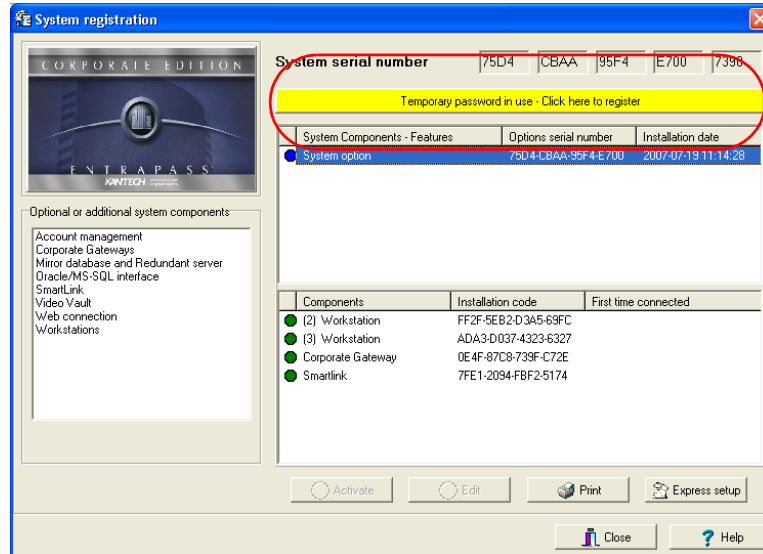 System registration
CORPORATE EDITION
ENTRAPASS
KANTECH
System serial number 75D4 CBAA 95F4 E700 7398
Temporary password in use - Click here to register
System Components - Features Options serial number Installation date
System option 75D4-CBAA-95F4-E700 2007-07-19 11:14:28
Optional or additional system components
Account management
Corporate Gateways
Mirror database and Redundant server
Oracle/MS-SQL interface
SmartLink
Video Vault
Web connection
Workstations
Components Installation code First time connected
(2) Workstation FF2F-5EB2-D3A5-69FC
(3) Workstation ADA3-D037-4323-6327
Corporate Gateway 0E4F-87C8-739F-C72E
Smartlink 7FE1-2094-FBF2-5174
Activate Edit Print Express setup
Close Help